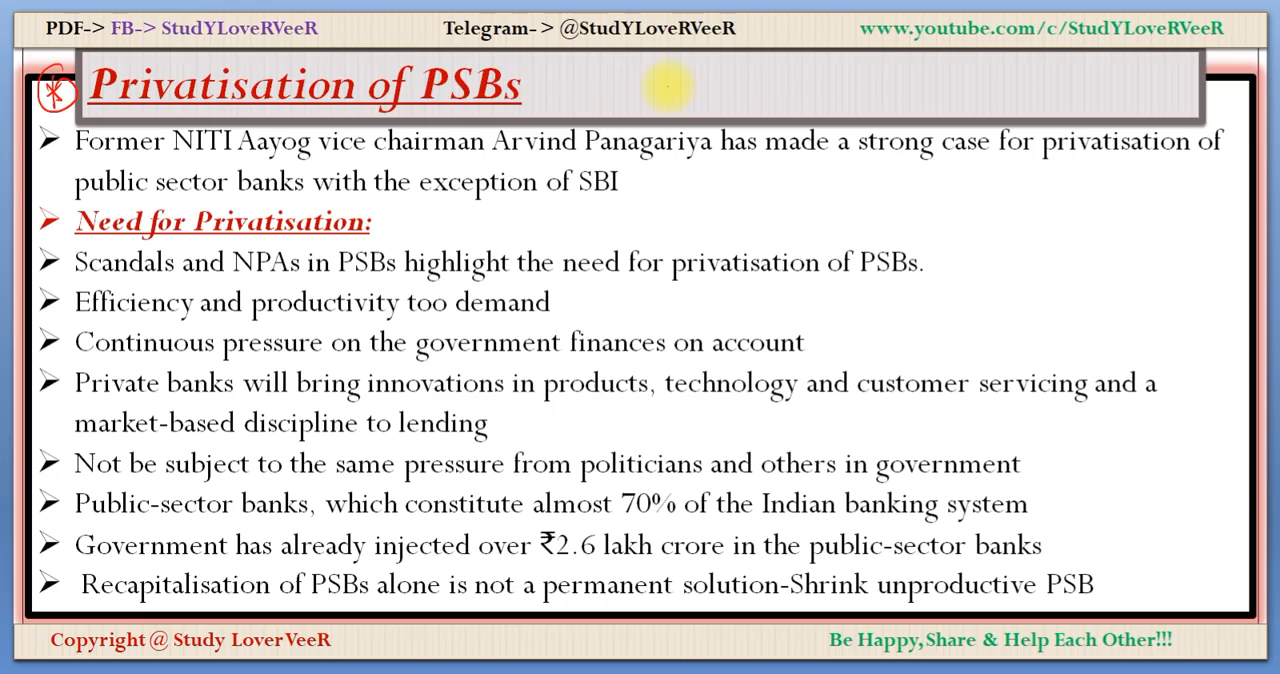 PDF-> FB-> StudYLoveRVeeR
Telegram- > @StudYLoveRVeeR
www.youtube.com/c/StudYLoveRVeeR
Privatisation of PSBs
Former NITI Aayog vice chairman Arvind Panagariya has made a strong case for privatisation of
public sector banks with the exception of SBI
Need for Privatisation:
Scandals and NPAs in PSBs highlight the need for privatisation of PSBs.
Efficiency and productivity too demand
Continuous pressure on the government finances on account
Private banks will bring innovations in products, technology and customer servicing and a
market-based discipline to lending
Not be subject to the same pressure from politicians and others in government
Public-sector banks, which constitute almost 70% of the Indian banking system
Government has already injected over ₹2.6 lakh crore in the public-sector banks
Recapitalisation of PSBs alone is not a permanent solution-Shrink unproductive PSB
Copyright @ Study LoverVeeR
Be Happy,Share & Help Each Other!!!